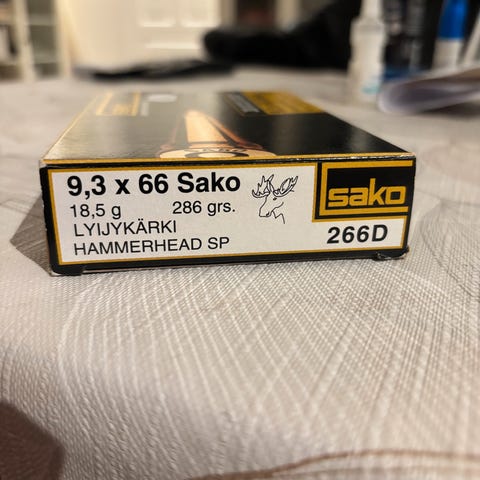 9,3 x 66 Sako
18,5 g 286 grs.
LYIJYKÄRKI
HAMMERHEAD SP
sako
266D